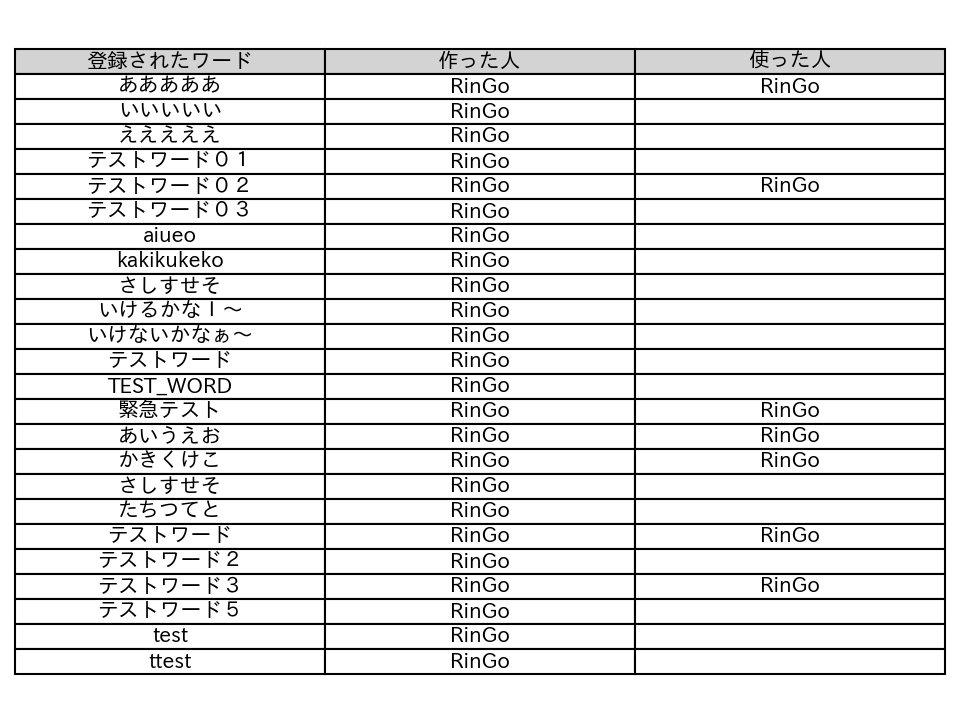 登録されたワード 作った人 使った人
あああああ RinGo RinGo
いいいいい RinGo
えええええ RinGo
テストワード０１ RinGo
テストワード０２ RinGo RinGo
テストワード０３ RinGo
aiueo RinGo
kakikukeko RinGo
さしすせそ RinGo
いけるかなｌ～ RinGo
いけないかなぁ～ RinGo
テストワード RinGo
TEST_WORD RinGo
緊急テスト RinGo RinGo
あいうえお RinGo RinGo
かきくけこ RinGo RinGo
さしすせそ RinGo
たちつてと RinGo
テストワード RinGo RinGo
テストワード２ RinGo
テストワード３ RinGo RinGo
テストワード５ RinGo
test RinGo
ttest RinGo